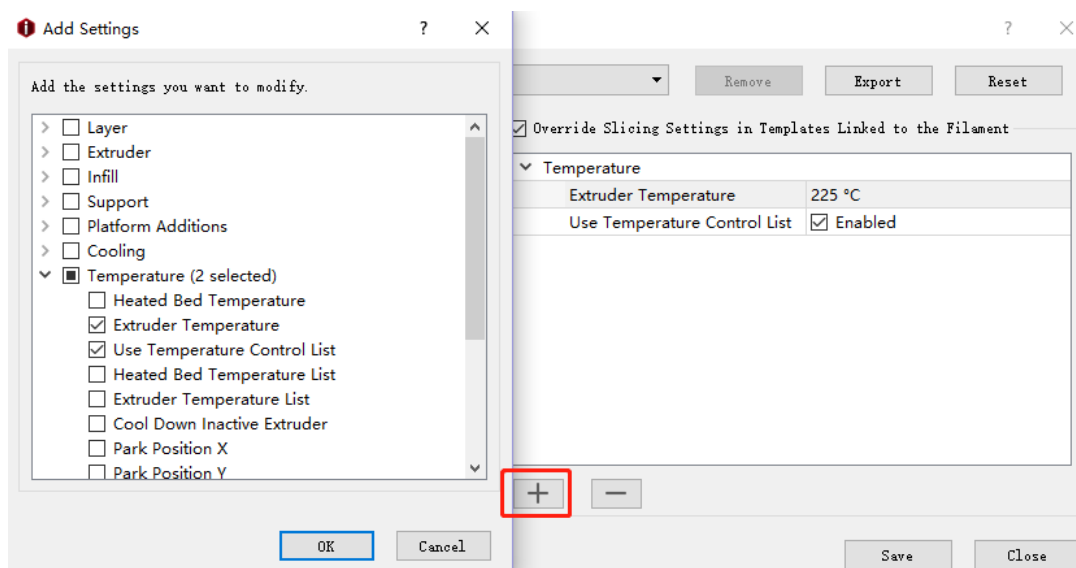 Add Settings
?
Add the settings you want to modify.
Layer
Extruder
Infill
Support
Platform Additions
Cooling
Temperature (2 selected)
Heated Bed Temperature
Extruder Temperature
Use Temperature Control List
Heated Bed Temperature List
Extruder Temperature List
Cool Down Inactive Extruder
Park Position X
Park Position Y
OK Cancel
?
Remove Export Reset
Override Slicing Settings in Templates Linked to the Filament
Temperature
Extruder Temperature 225 °C
Use Temperature Control List Enabled
Save Close